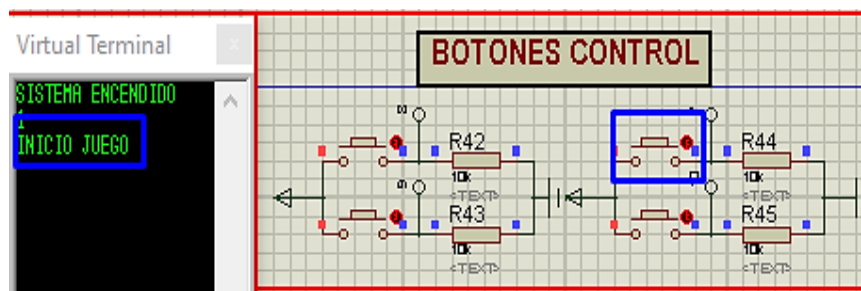 Virtual Terminal
SISTEMA ENCENDIDO
1
INICIO JUEGO
BOTONES CONTROL
R42
10k
<TEXT>
R43
10k
<TEXT>
R44
10k
<TEXT>
R45
10k
<TEXT>